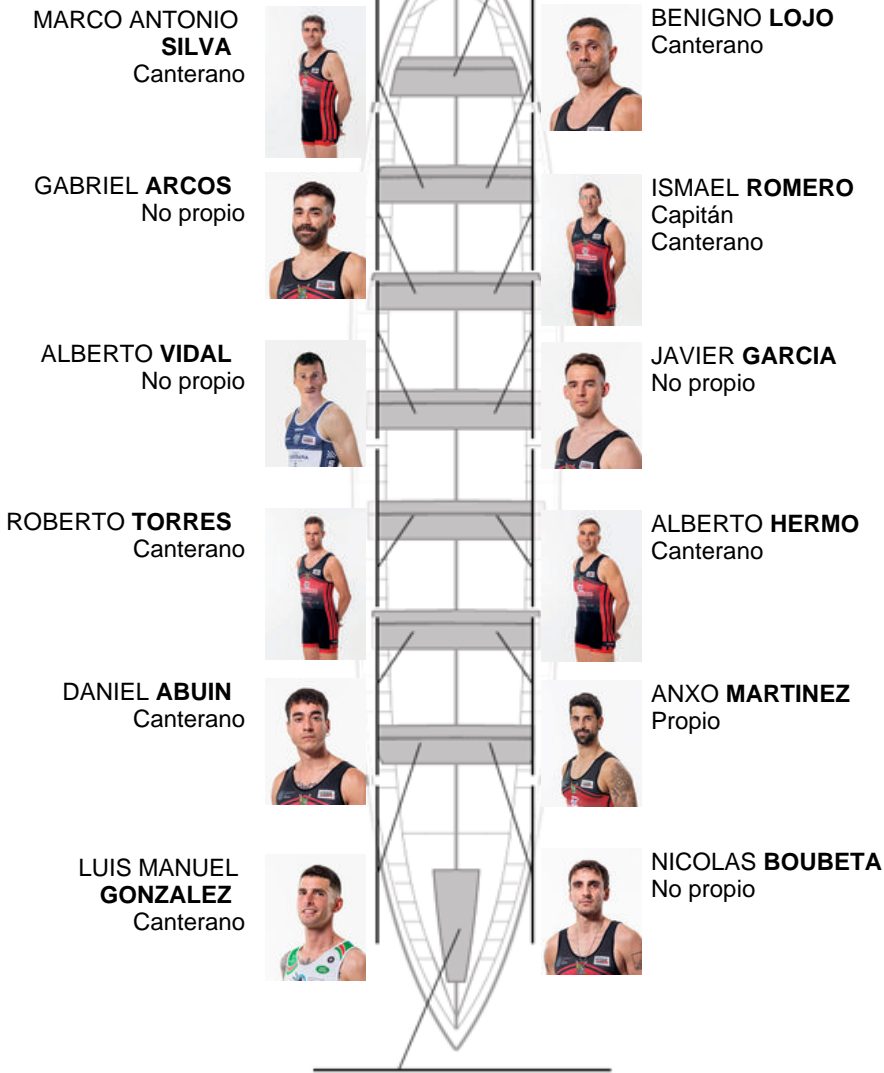 MARCO ANTONIO
SILVA
Canterano
BENIGNO LOJO
Canterano
GABRIEL ARCOS
No propio
ISMAEL ROMERO
Capitán
Canterano
ALBERTO VIDAL
No propio
JAVIER GARCIA
No propio
ROBERTO TORRES
Canterano
ALBERTO HERMO
Canterano
DANIEL ABUIN
Canterano
ANXO MARTINEZ
Propio
LUIS MANUEL
GONZALEZ
Canterano
NICOLAS BOUBETA
No propio